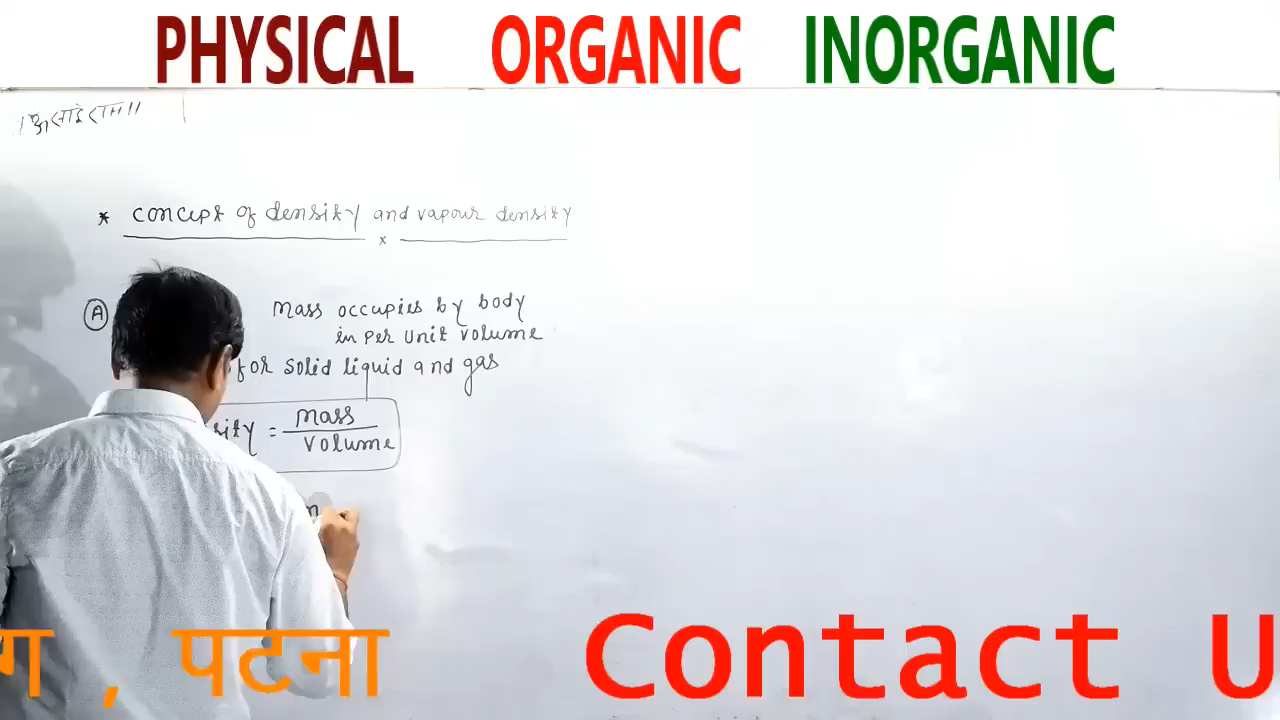 PHYSICAL ORGANIC INORGANIC
* concept of density and vapour density
x
A mass occupies by body
in per unit volume
for solid liquid and gas
sity = mass
volume
m
ग , पटना Contact U